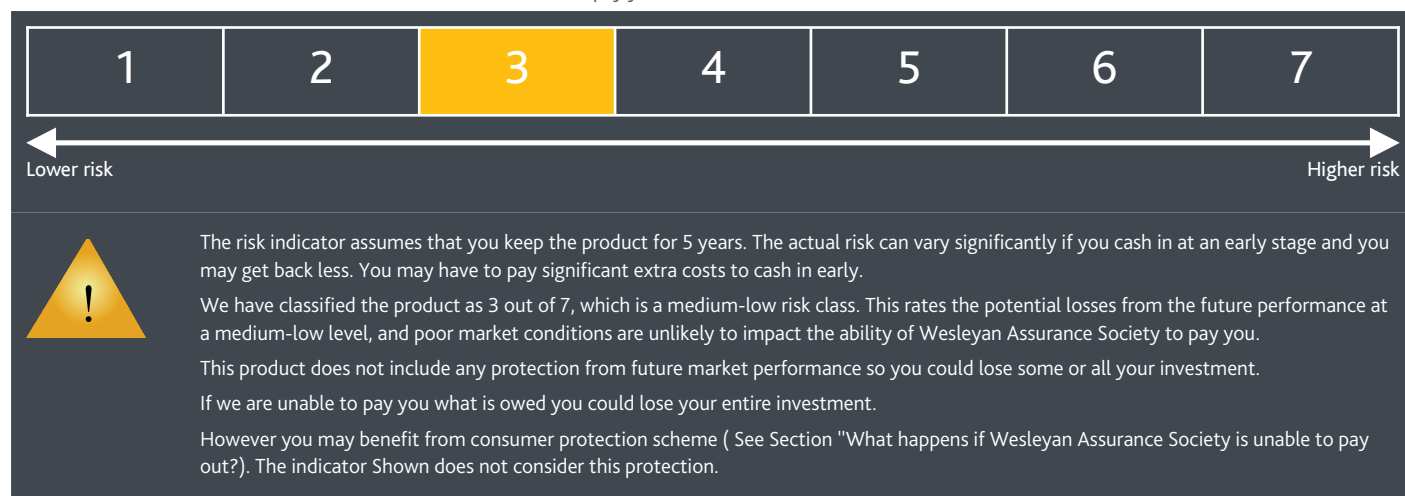 1 2 3 4 5 6 7
Lower risk Higher risk
!
The risk indicator assumes that you keep the product for 5 years. The actual risk can vary significantly if you cash in at an early stage and you
may get back less. You may have to pay significant extra costs to cash in early.
We have classified the product as 3 out of 7, which is a medium-low risk class. This rates the potential losses from the future performance at
a medium-low level, and poor market conditions are unlikely to impact the ability of Wesleyan Assurance Society to pay you.
This product does not include any protection from future market performance so you could lose some or all your investment.
If we are unable to pay you what is owed you could lose your entire investment.
However you may benefit from consumer protection scheme ( See Section "What happens if Wesleyan Assurance Society is unable to pay
out?). The indicator Shown does not consider this protection.